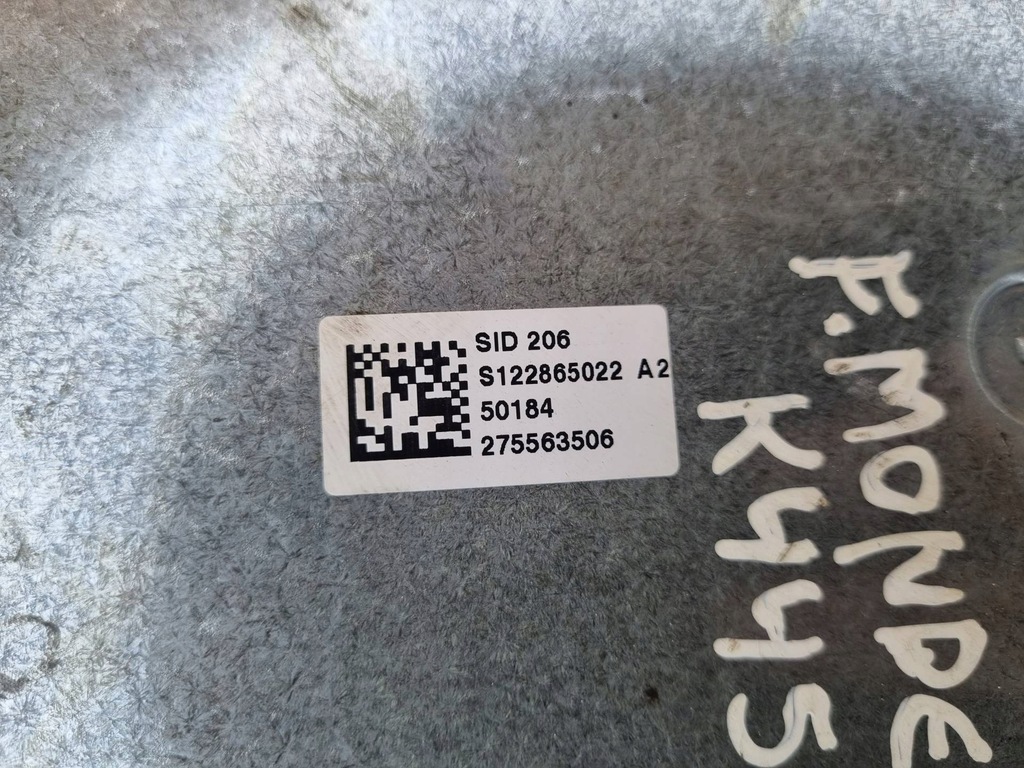 SID 206
S122865022 A2
50184
275563506
F.MONDE
K445